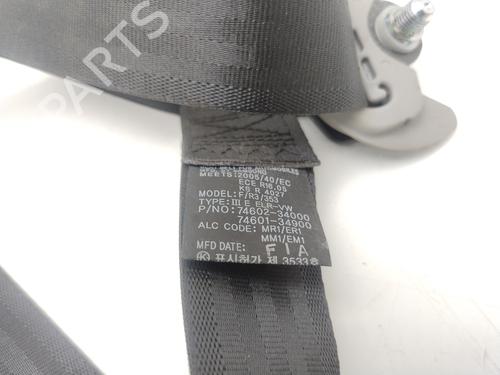 MEETS: 2005/40/EC
ECE R16.05
KS R 4027
MODEL: F/R3/353
TYPE: III E ELR-VW
P/NO: 74602-34000
74601-34900
ALC CODE: MR1/ER1
MM1/EM1
MFD DATE: F1A
Ⓚ 표시허가 제 3533호
B-PARTS